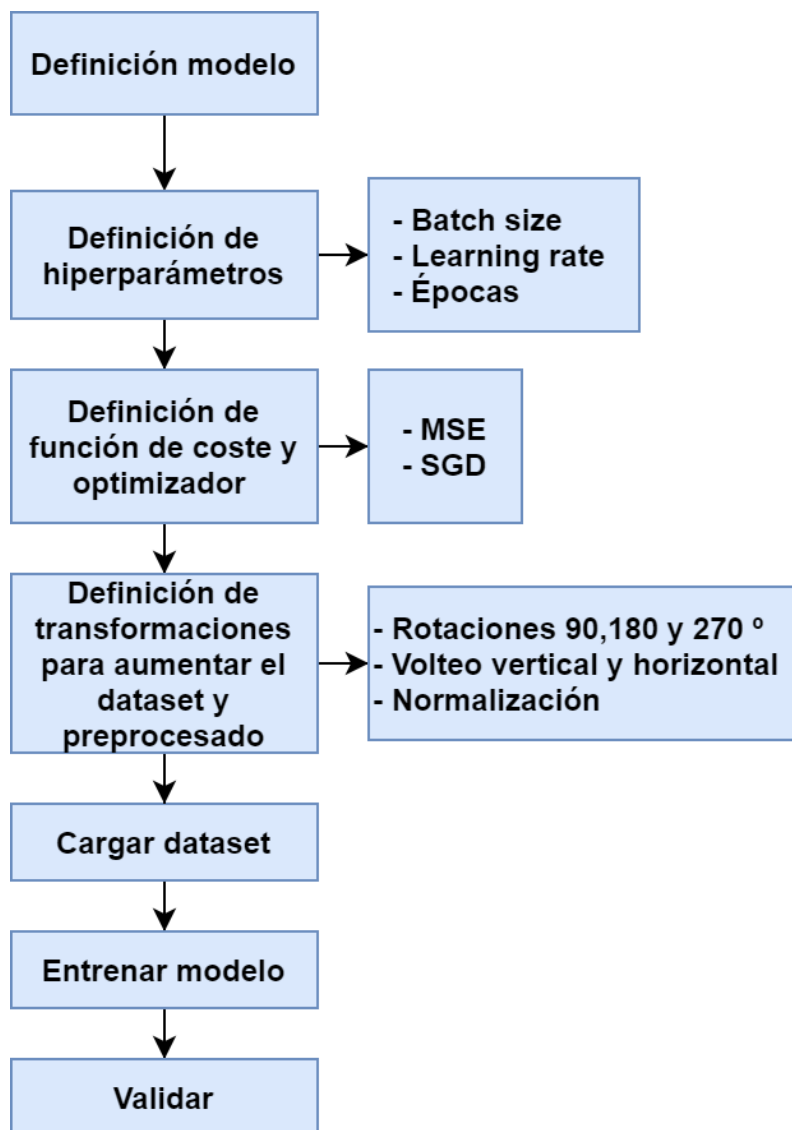 Definición modelo
Definición de
hiperparámetros
- Batch size
- Learning rate
- Épocas
Definición de
función de coste y
optimizador
- MSE
- SGD
Definición de
transformaciones
para aumentar el
dataset y
preprocesado
- Rotaciones 90,180 y 270 º
- Volteo vertical y horizontal
- Normalización
Cargar dataset
Entrenar modelo
Validar